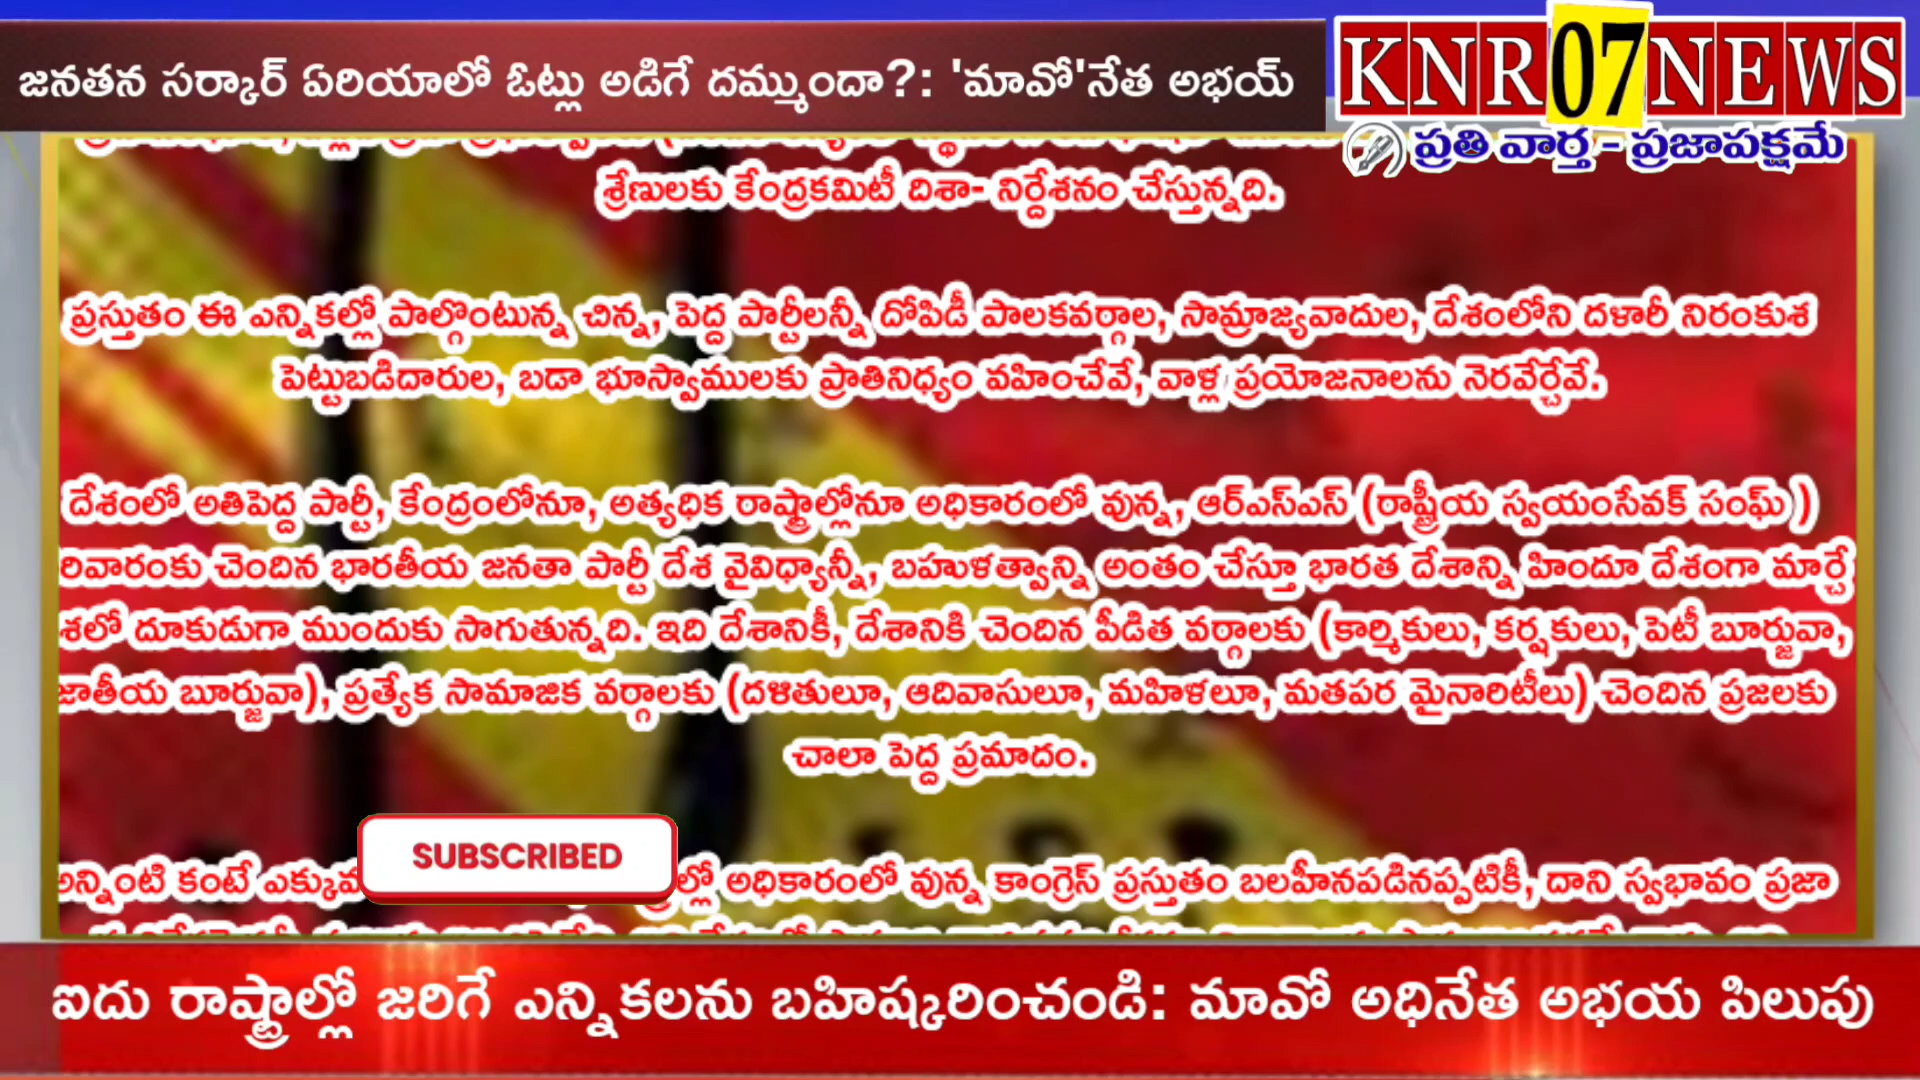 జనతన సర్కార్ ఏరియాలో ఓట్లు అడిగే దమ్ముందా?: 'మావో'నేత అభయ్
KNR07NEWS
ప్రతి వార్త - ప్రజాపక్షమే
శ్రేణులకు కేంద్రకమిటీ దిశా- నిర్దేశనం చేస్తున్నది.
ప్రస్తుతం ఈ ఎన్నికల్లో పాల్గొంటున్న చిన్న, పెద్ద పార్టీలన్నీ దోపిడీ పాలకవర్గాల, సామ్రాజ్యవాదుల, దేశంలోని దళారీ నిరంకుశ
పెట్టుబడిదారుల, బడా భూస్వాములకు ప్రాతినిధ్యం వహించేవే, వాళ్ల ప్రయోజనాలను నెరవేర్చేవే.
దేశంలో అతిపెద్ద పార్టీ, కేంద్రంలోనూ, అత్యధిక రాష్ట్రాల్లోనూ అధికారంలో వున్న, ఆర్ఎస్ఎస్ (రాష్ట్రీయ స్వయంసేవక్ సంఘ్ )
రివారంకు చెందిన భారతీయ జనతా పార్టీ దేశ వైవిధ్యాన్నీ, బహుళత్వాన్ని అంతం చేస్తూ భారత దేశాన్ని హిందూ దేశంగా మార్చే
శలో దూకుడుగా ముందుకు సాగుతున్నది. ఇది దేశానికీ, దేశానికి చెందిన పీడిత వర్గాలకు (కార్మికులు, కర్షకులు, పెటీ బూర్జువా,
జాతీయ బూర్జువా), ప్రత్యేక సామాజిక వర్గాలకు (దళితులూ, ఆదివాసులూ, మహిళలూ, మతపర మైనారిటీలు) చెందిన ప్రజలకు
చాలా పెద్ద ప్రమాదం.
SUBSCRIBED
అన్నింటి కంటే ఎక్కువ ల్లో అధికారంలో వున్న కాంగ్రెస్ ప్రస్తుతం బలహీనపడినప్పటికీ, దాని స్వభావం ప్రజా
ఐదు రాష్ట్రాల్లో జరిగే ఎన్నికలను బహిష్కరించండి: మావో అధినేత అభయ పిలుపు